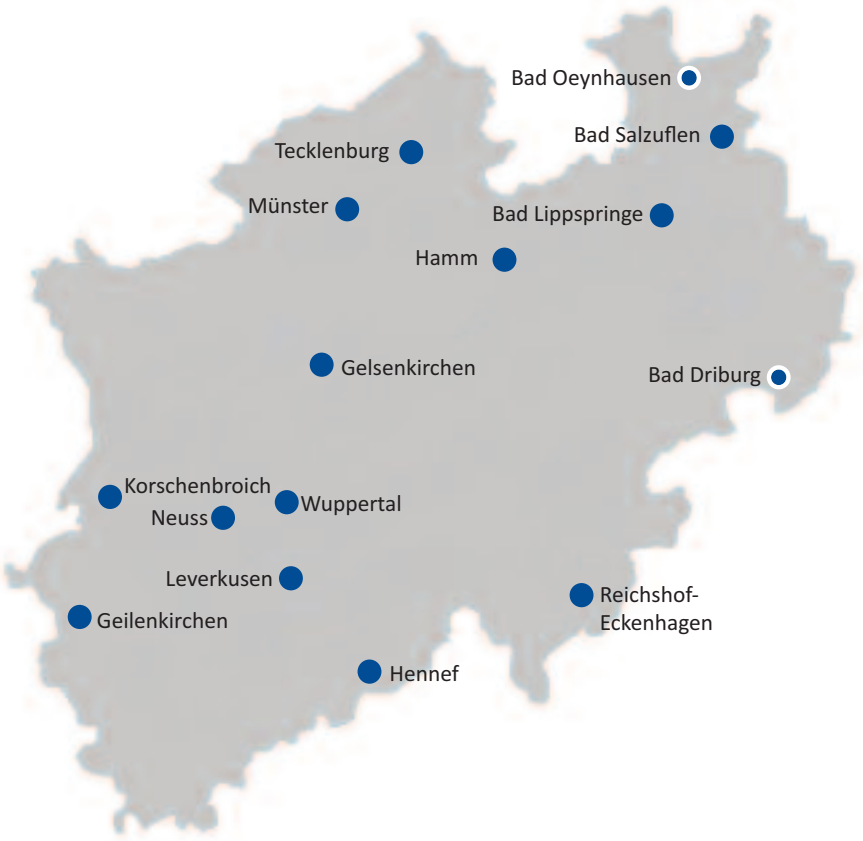 Bad Oeynhausen
Bad Salzuflen
Tecklenburg
Münster
Bad Lippspringe
Hamm
Gelsenkirchen
Bad Driburg
Korschenbroich
Wuppertal
Neuss
Leverkusen
Reichshof-
Eckenhagen
Geilenkirchen
Hennef